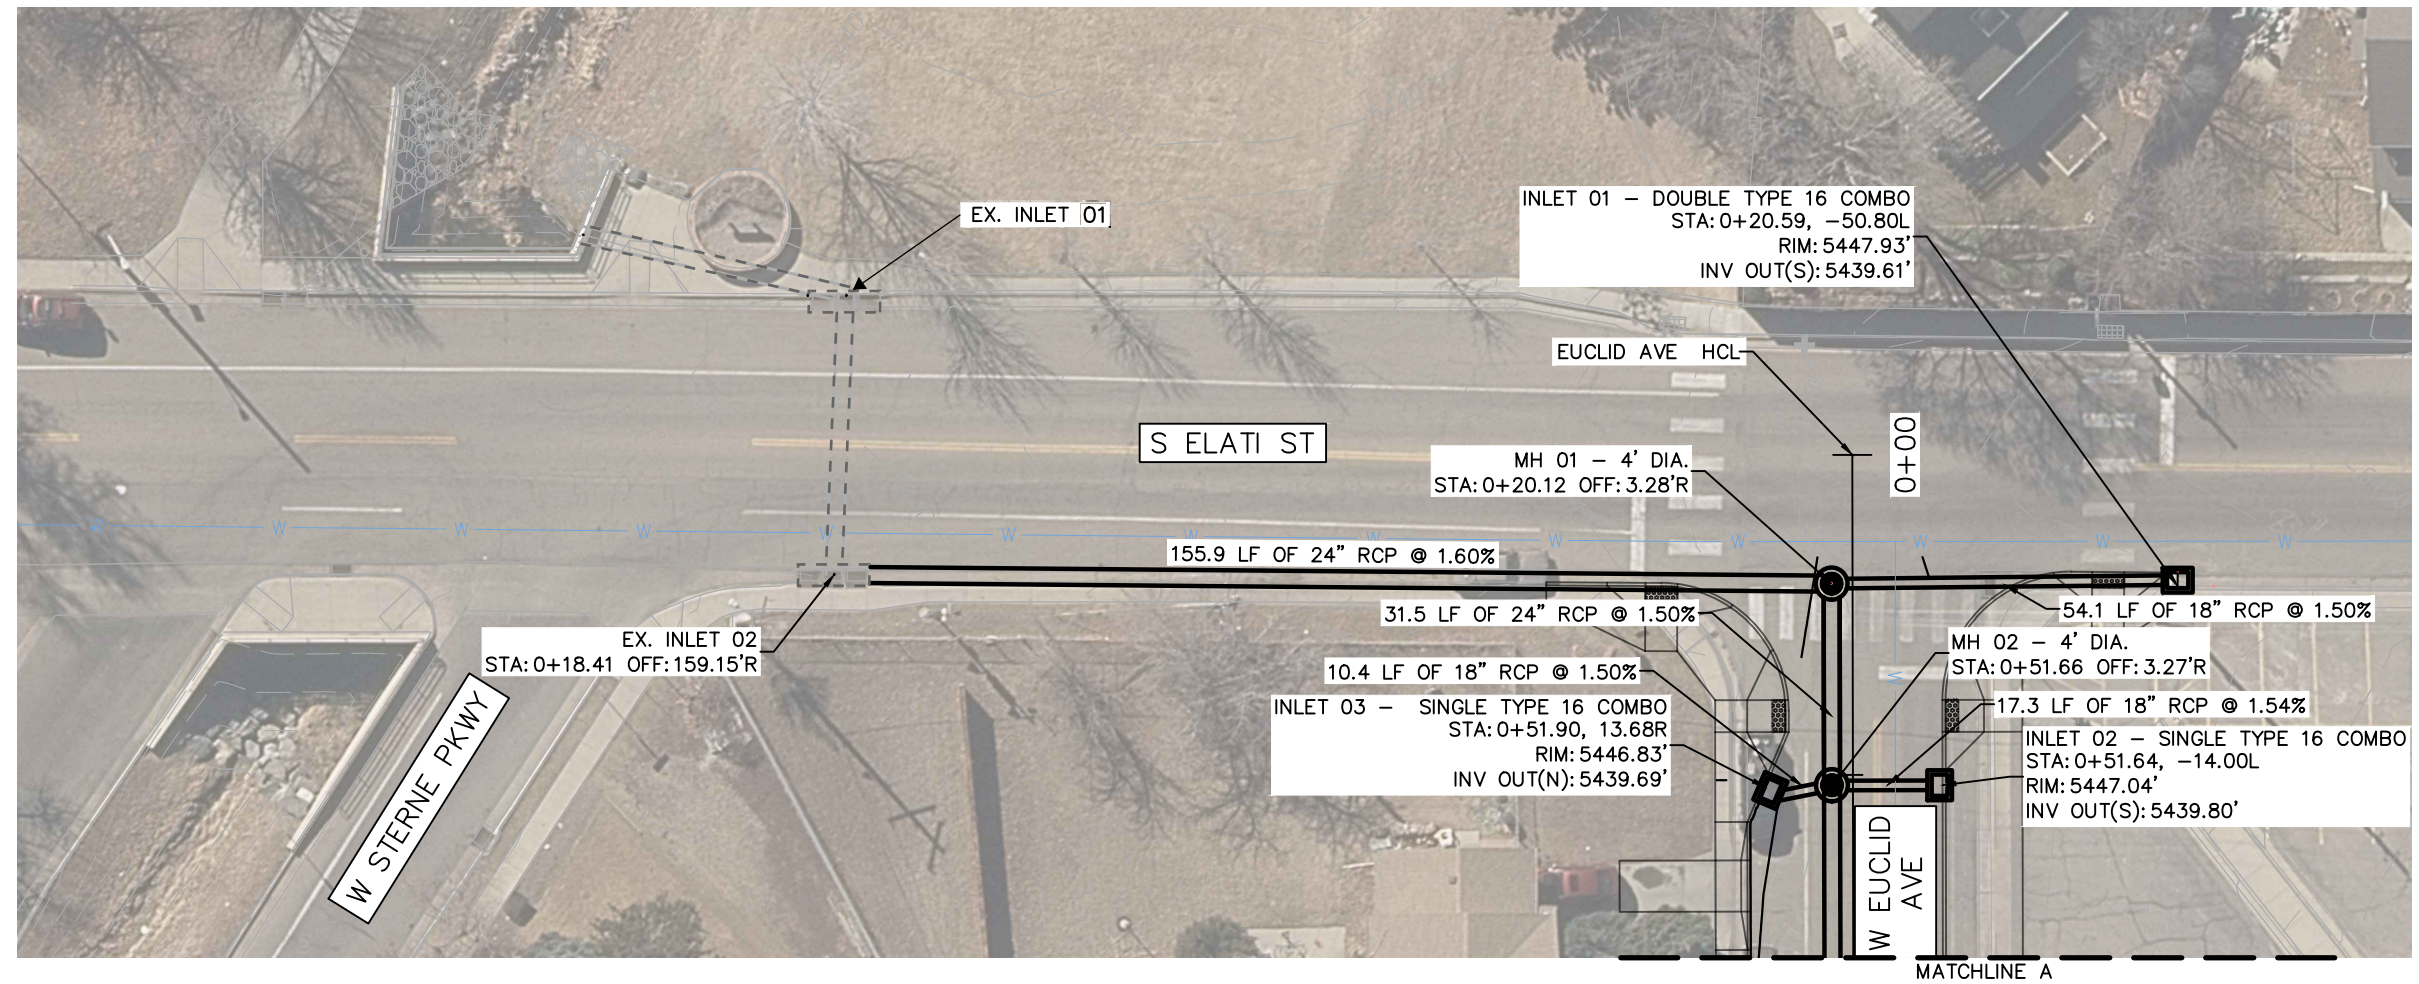 EX. INLET 01
INLET 01 – DOUBLE TYPE 16 COMBO
STA: 0+20.59, -50.80L
RIM: 5447.93'
INV OUT(S): 5439.61'
EUCLID AVE HCL
0+00
S ELATI ST
MH 01 – 4' DIA.
STA: 0+20.12 OFF: 3.28'R
W W W W W W W W W W W W W
155.9 LF OF 24" RCP @ 1.60%
31.5 LF OF 24" RCP @ 1.50%
54.1 LF OF 18" RCP @ 1.50%
EX. INLET 02
STA: 0+18.41 OFF: 159.15'R
MH 02 – 4' DIA.
STA: 0+51.66 OFF: 3.27'R
10.4 LF OF 18" RCP @ 1.50%
W
17.3 LF OF 18" RCP @ 1.54%
INLET 03 – SINGLE TYPE 16 COMBO
STA: 0+51.90, 13.68R
RIM: 5446.83'
INV OUT(N): 5439.69'
INLET 02 – SINGLE TYPE 16 COMBO
STA: 0+51.64, -14.00L
RIM: 5447.04'
INV OUT(S): 5439.80'
W STERNE PKWY
W EUCLID
AVE
MATCHLINE A